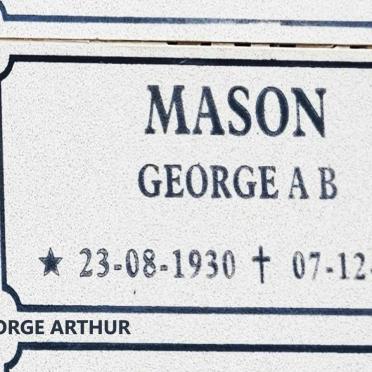 MASON
GEORGE A B
★ 23-08-1930 † 07-12-
ORGE ARTHUR